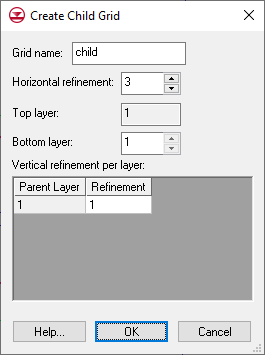 Create Child Grid
Grid name: child
Horizontal refinement: 3
Top layer: 1
Bottom layer: 1
Vertical refinement per layer:
Parent Layer Refinement
1 1
Help... OK Cancel